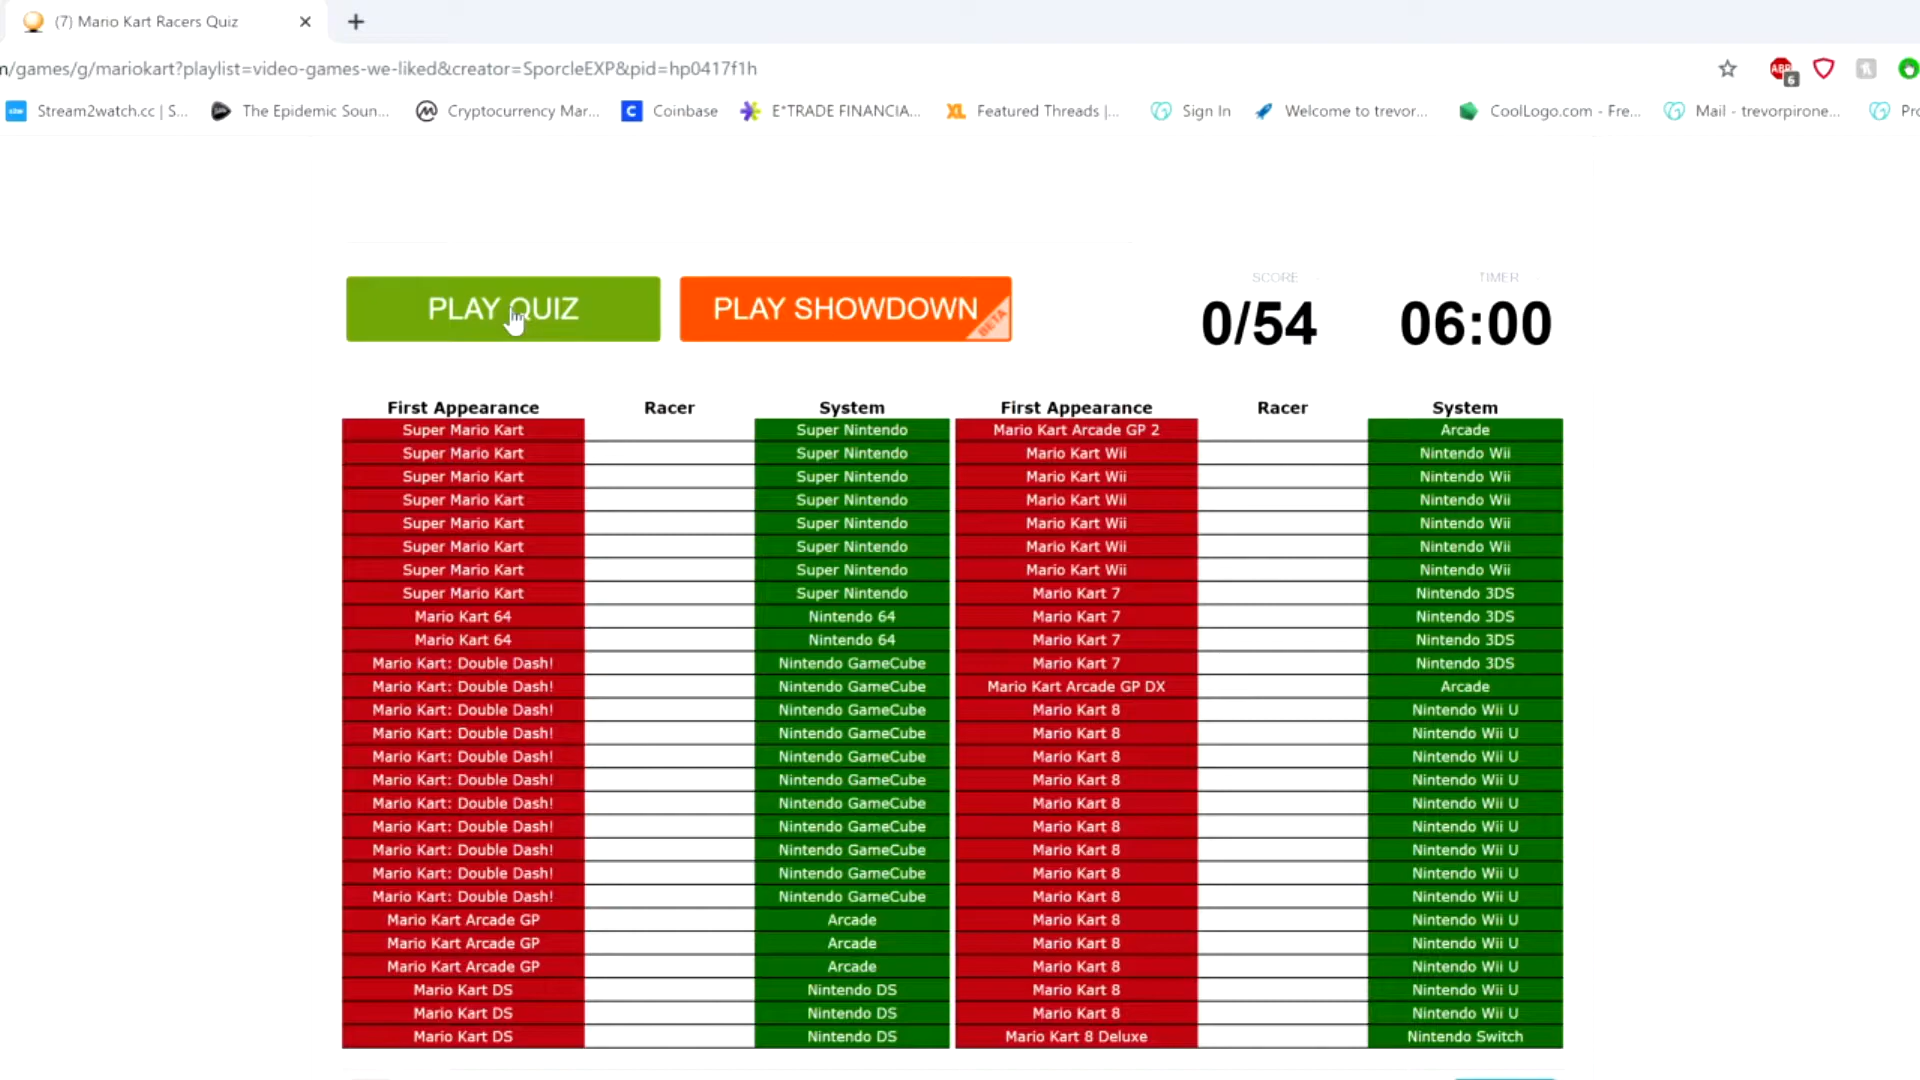 (7) Mario Kart Racers Quiz
/games/g/mariokart?playlist=video-games-we-liked&creator=SporcleEXP&pid=hp0417f1h
ABP 6
Stream2watch.cc | S... The Epidemic Soun... Cryptocurrency Mar... Coinbase E*TRADE FINANCIA... Featured Threads |... Sign In Welcome to trevor... CoolLogo.com - Fre... Mail - trevorpirone...
SCORE TIMER
PLAY QUIZ PLAY SHOWDOWN BETA 0/54 06:00
First Appearance Racer System First Appearance Racer System
Super Mario Kart Super Nintendo Mario Kart Arcade GP 2 Arcade
Super Mario Kart Super Nintendo Mario Kart Wii Nintendo Wii
Super Mario Kart Super Nintendo Mario Kart Wii Nintendo Wii
Super Mario Kart Super Nintendo Mario Kart Wii Nintendo Wii
Super Mario Kart Super Nintendo Mario Kart Wii Nintendo Wii
Super Mario Kart Super Nintendo Mario Kart Wii Nintendo Wii
Super Mario Kart Super Nintendo Mario Kart Wii Nintendo Wii
Super Mario Kart Super Nintendo Mario Kart 7 Nintendo 3DS
Mario Kart 64 Nintendo 64 Mario Kart 7 Nintendo 3DS
Mario Kart 64 Nintendo 64 Mario Kart 7 Nintendo 3DS
Mario Kart: Double Dash! Nintendo GameCube Mario Kart 7 Nintendo 3DS
Mario Kart: Double Dash! Nintendo GameCube Mario Kart Arcade GP DX Arcade
Mario Kart: Double Dash! Nintendo GameCube Mario Kart 8 Nintendo Wii U
Mario Kart: Double Dash! Nintendo GameCube Mario Kart 8 Nintendo Wii U
Mario Kart: Double Dash! Nintendo GameCube Mario Kart 8 Nintendo Wii U
Mario Kart: Double Dash! Nintendo GameCube Mario Kart 8 Nintendo Wii U
Mario Kart: Double Dash! Nintendo GameCube Mario Kart 8 Nintendo Wii U
Mario Kart: Double Dash! Nintendo GameCube Mario Kart 8 Nintendo Wii U
Mario Kart: Double Dash! Nintendo GameCube Mario Kart 8 Nintendo Wii U
Mario Kart: Double Dash! Nintendo GameCube Mario Kart 8 Nintendo Wii U
Mario Kart: Double Dash! Nintendo GameCube Mario Kart 8 Nintendo Wii U
Mario Kart Arcade GP Arcade Mario Kart 8 Nintendo Wii U
Mario Kart Arcade GP Arcade Mario Kart 8 Nintendo Wii U
Mario Kart Arcade GP Arcade Mario Kart 8 Nintendo Wii U
Mario Kart DS Nintendo DS Mario Kart 8 Nintendo Wii U
Mario Kart DS Nintendo DS Mario Kart 8 Nintendo Wii U
Mario Kart DS Nintendo DS Mario Kart 8 Deluxe Nintendo Switch